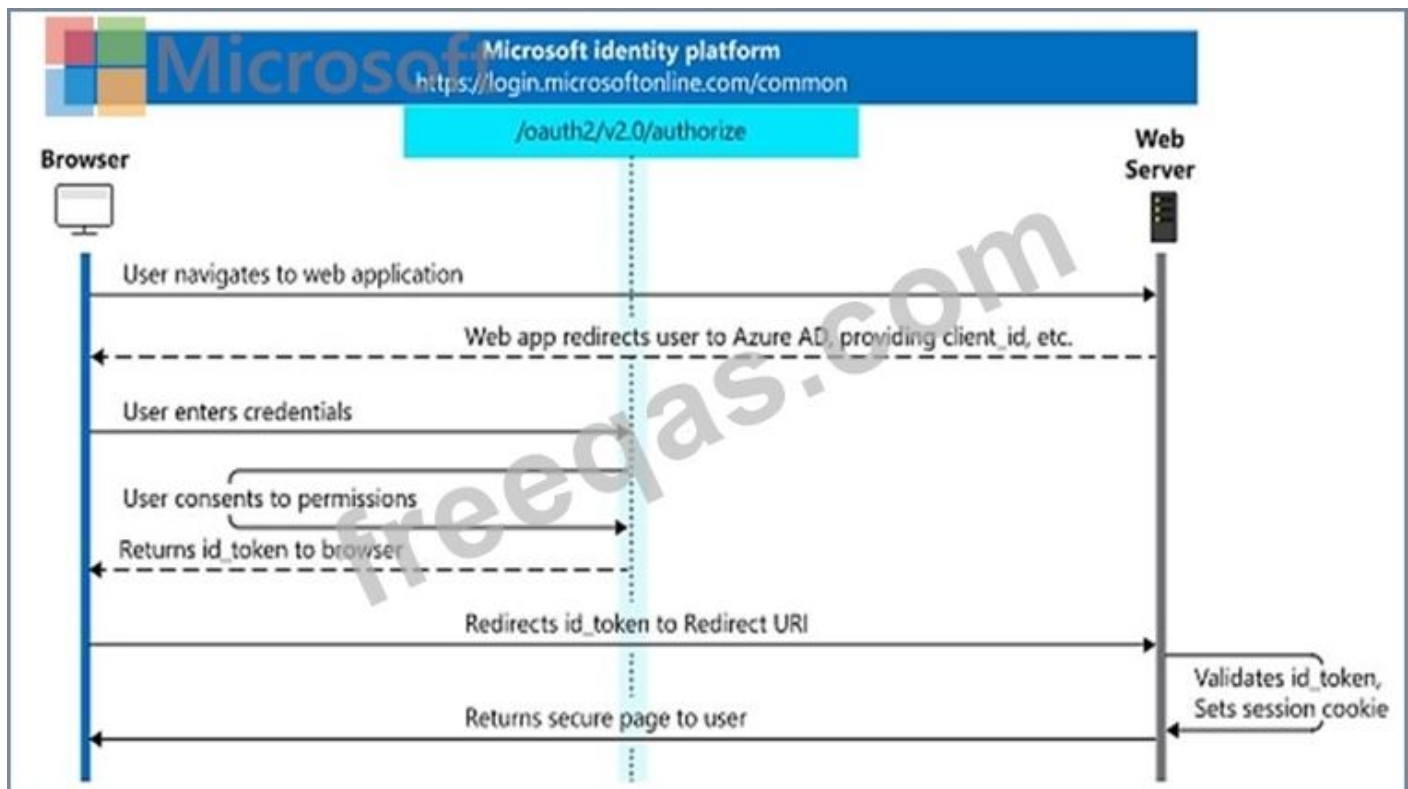 Microsoft
Microsoft identity platform
https://login.microsoftonline.com/common
/oauth2/v2.0/authorize
Browser
Web
Server
User navigates to web application
Web app redirects user to Azure AD, providing client_id, etc.
User enters credentials
User consents to permissions
Returns id_token to browser
Redirects id_token to Redirect URI
Validates id_token,
Sets session cookie
Returns secure page to user
freeqas.com